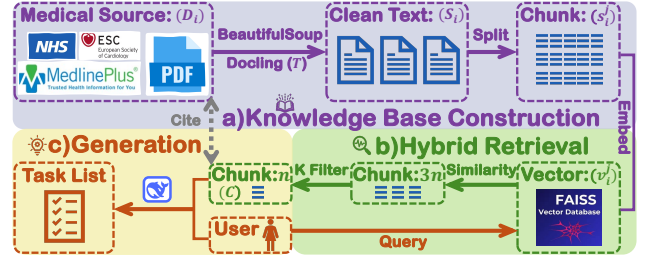 Medical Source: (Dᵢ)
NHS
ESC
European Society
of Cardiology
MedlinePlus®
Trusted Health Information for You
PDF
BeautifulSoup
Docling (T)
Clean Text: (Sᵢ)
Split
Chunk: (sᵢʲ)
Embed
Cite
a)Knowledge Base Construction
c)Generation
b)Hybrid Retrieval
Task List
Chunk:n
(C)
K Filter
Chunk:3n
Similarity
Vector:(vᵢʲ)
FAISS
Vector Database
User
Query